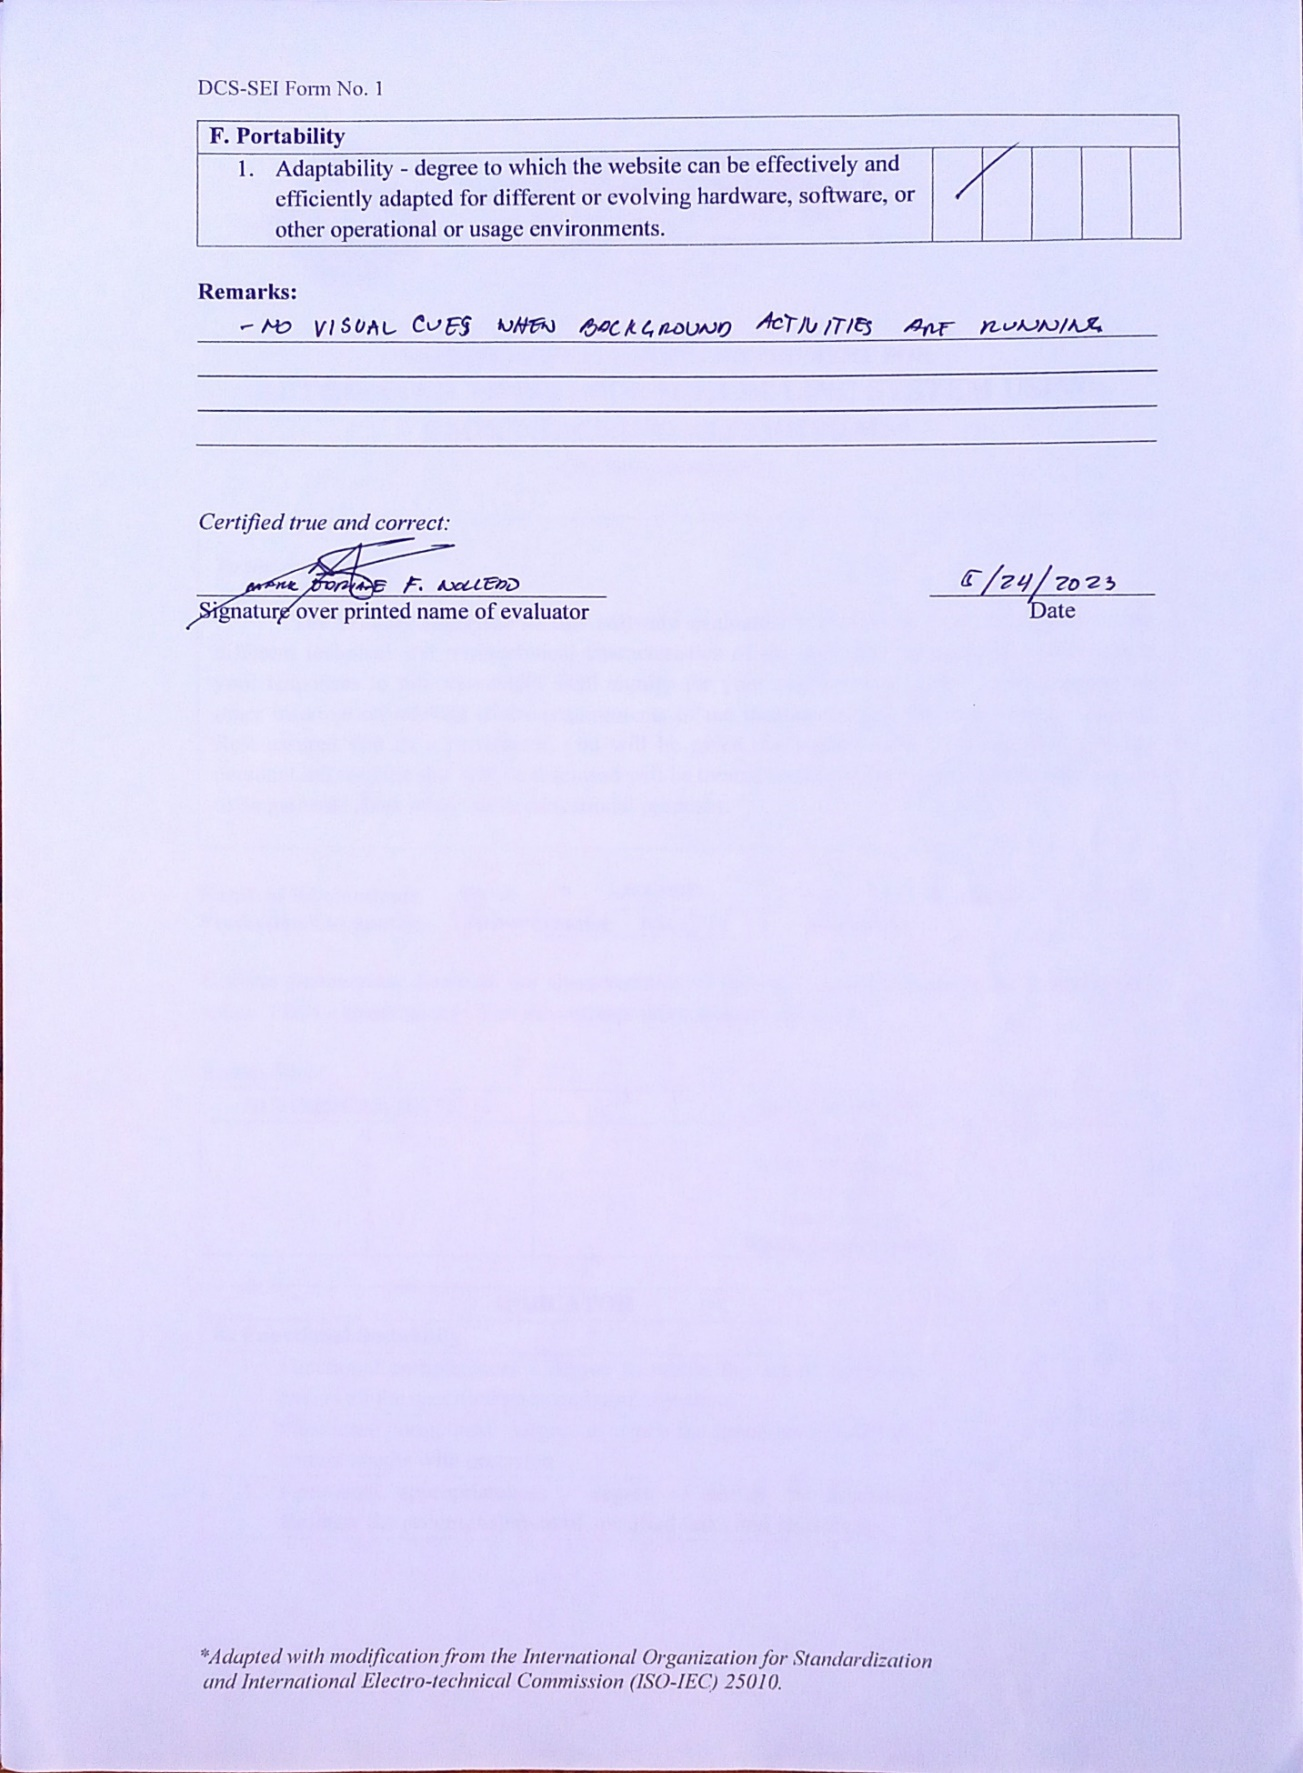 DCS-SEI Form No. 1
F. Portability
1. Adaptability - degree to which the website can be effectively and
efficiently adapted for different or evolving hardware, software, or
other operational or usage environments.
Remarks:
- NO VISUAL CUES WHEN BACKGROUND ACTIVITIES ARE RUNNING
Certified true and correct:
MARK F. NOLLEDO
/24/2023
Signature over printed name of evaluator
Date
*Adapted with modification from the International Organization for Standardization
and International Electro-technical Commission (ISO-IEC) 25010.